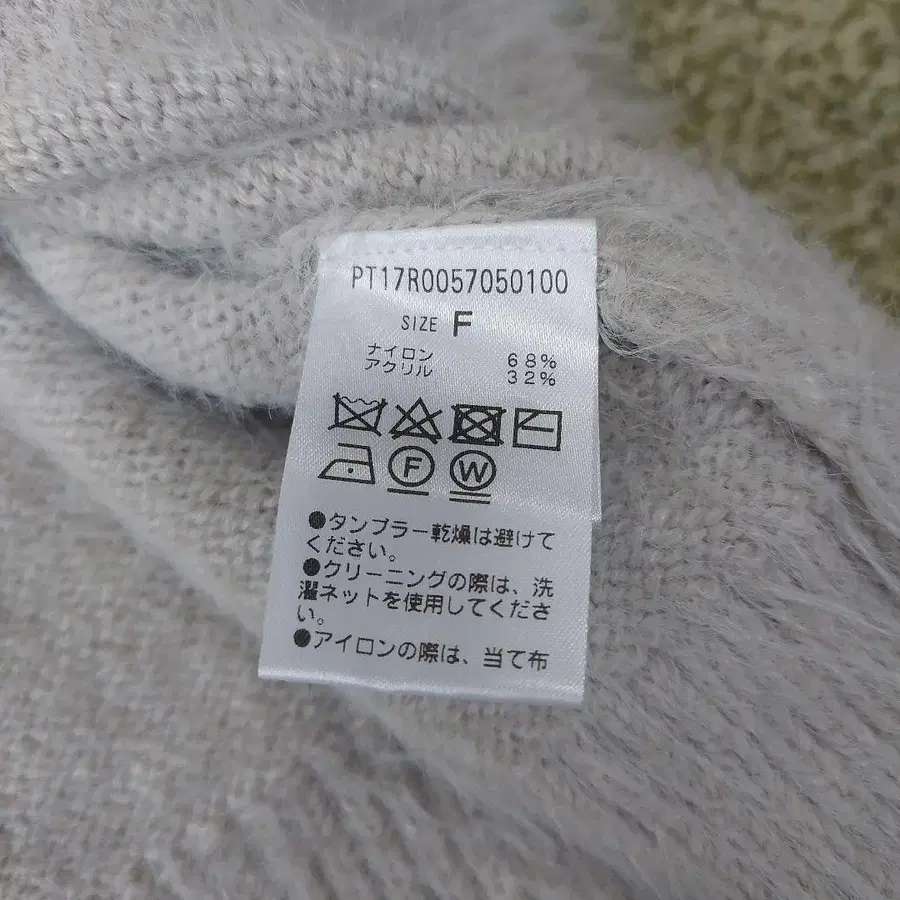 PT17R0057050100
SIZE F
ナイロン 68%
アクリル 32%
F W
●タンブラー乾燥は避けて
ください。
●クリーニングの際は、洗
濯ネットを使用してくださ
い。
●アイロンの際は、当て布